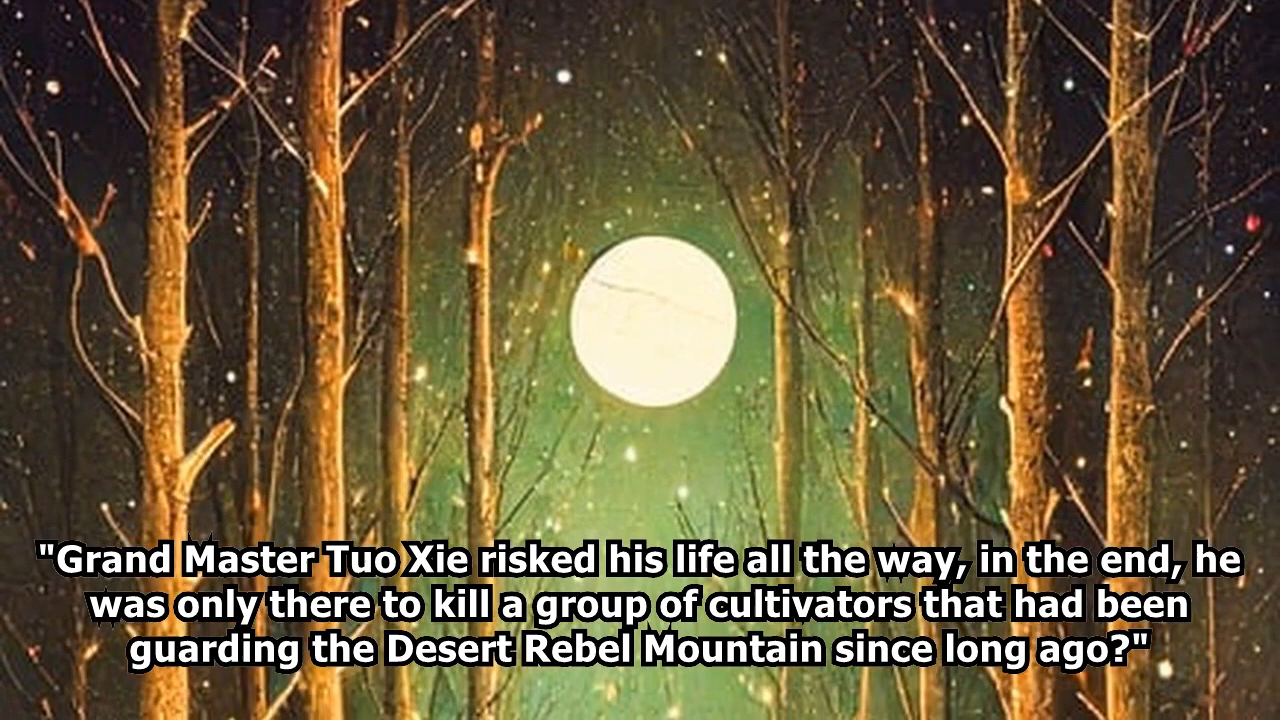 "Grand Master Tuo Xie risked his life all the way, in the end, he
was only there to kill a group of cultivators that had been
guarding the Desert Rebel Mountain since long ago?"